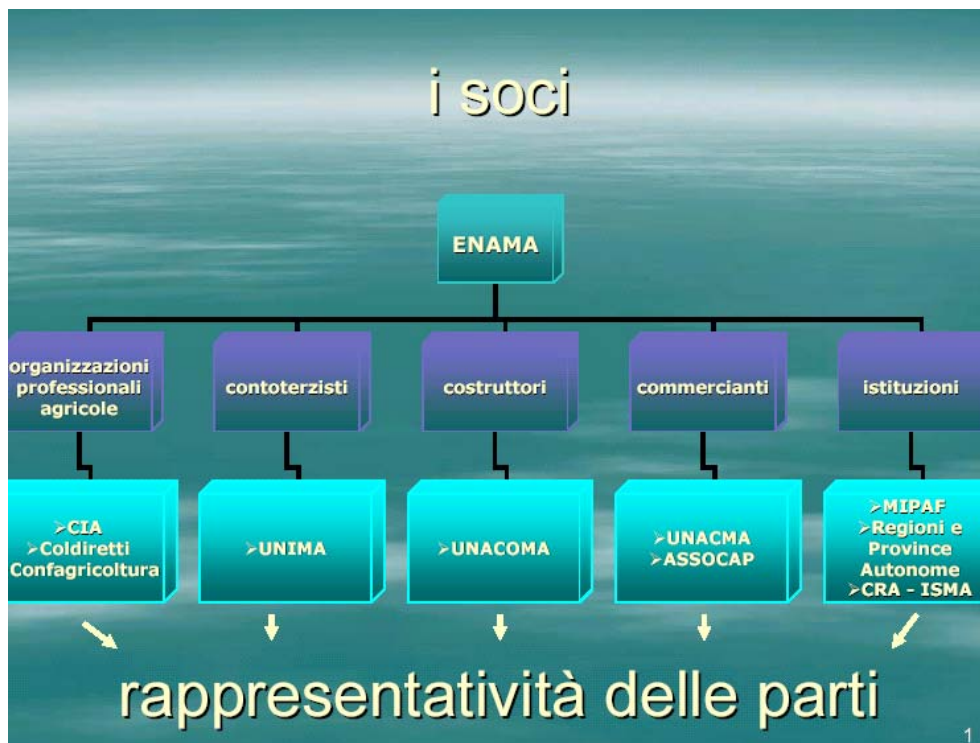 i soci
ENAMA
organizzazioni
professionali
agricole
contoterzisti
costruttori
commercianti
istituzioni
➢CIA
➢Coldiretti
Confagricoltura
➢UNIMA
➢UNACOMA
➢UNACMA
➢ASSOCAP
➢MIPAF
➢Regioni e
Province
Autonome
➢CRA - ISMA
rappresentatività delle parti
1